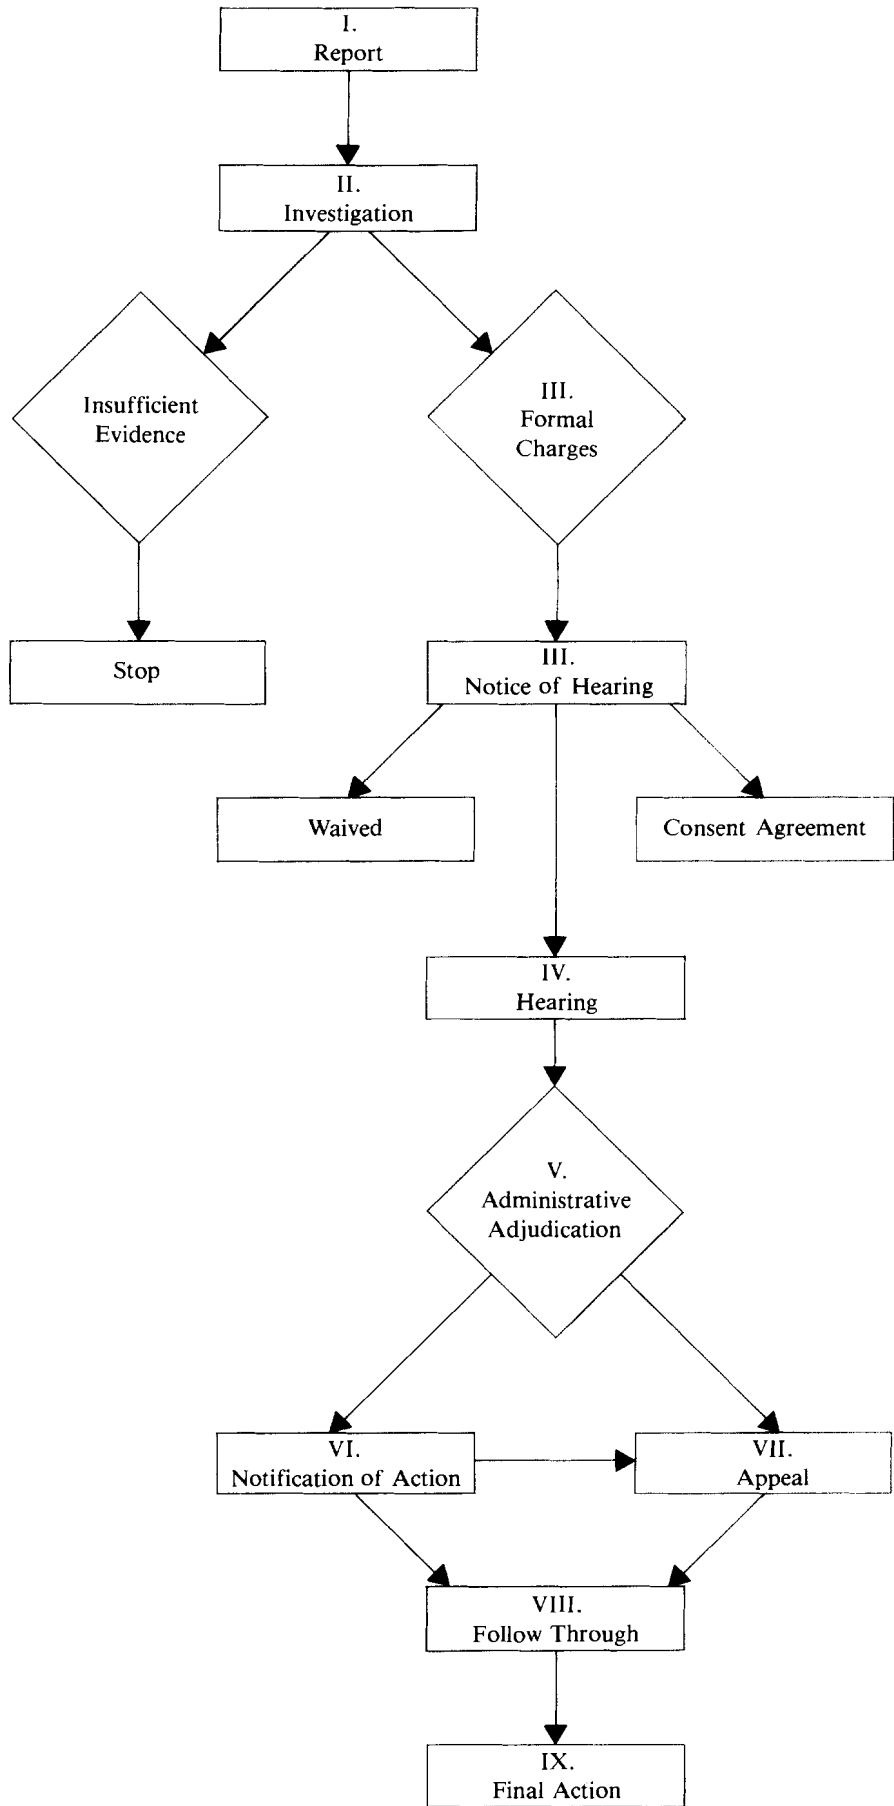 I.
Report
II.
Investigation
Insufficient
Evidence
III.
Formal
Charges
Stop
III.
Notice of Hearing
Waived
Consent Agreement
IV.
Hearing
V.
Administrative
Adjudication
VI.
Notification of Action
VII.
Appeal
VIII.
Follow Through
IX.
Final Action